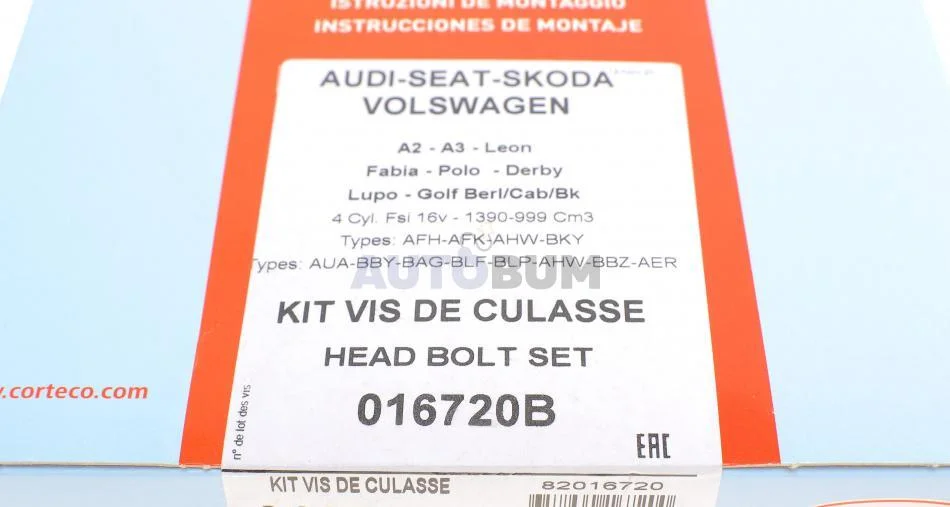 ISTRUZIONI DE MONTAGGIO
INSTRUCCIONES DE MONTAJE
AUDI-SEAT-SKODA
VOLSWAGEN
A2 - A3 - Leon
Fabia - Polo - Derby
Lupo - Golf Berl/Cab/Bk
4 Cyl. Fsi 16v - 1390-999 Cm3
Types: AFH-AFK-AHW-BKY
Types: AUA-BBY-BAG-BLF-BLP-AHW-BBZ-AER
AUTOBUM
KIT VIS DE CULASSE
HEAD BOLT SET
016720B
.corteco.com
n° de lot des vis
EAC
KIT VIS DE CULASSE
82016720